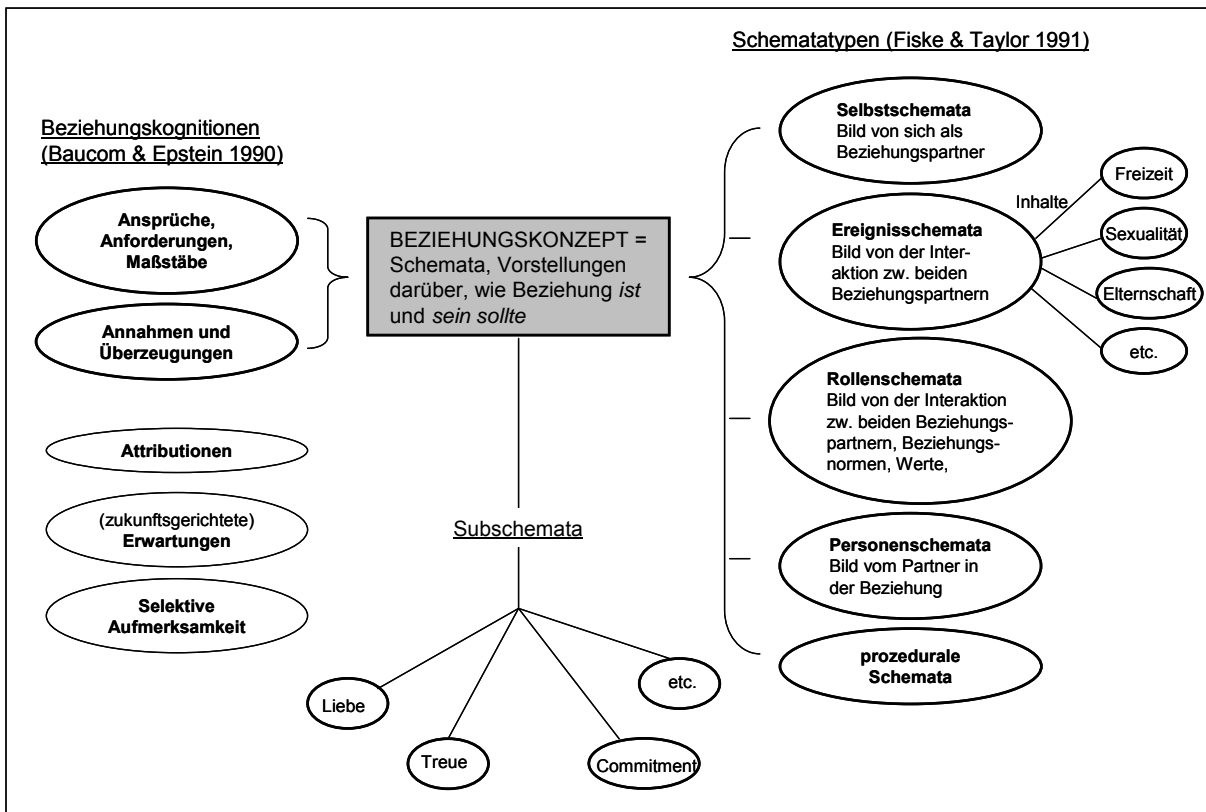 Schematatypen (Fiske & Taylor 1991)
Beziehungskognitionen
(Baucom & Epstein 1990)
Ansprüche,
Anforderungen,
Maßstäbe
Annahmen und
Überzeugungen
Attributionen
(zukunftsgerichtete)
Erwartungen
Selektive
Aufmerksamkeit
BEZIEHUNGSKONZEPT =
Schemata, Vorstellungen
darüber, wie Beziehung ist
und sein sollte
Subschemata
Liebe
Treue
Commitment
etc.
Selbstschemata
Bild von sich als
Beziehungspartner
Ereignisschemata
Bild von der Inter-
aktion zw. beiden
Beziehungspartnern
Inhalte
Freizeit
Sexualität
Elternschaft
etc.
Rollenschemata
Bild von der Interaktion
zw. beiden Beziehungs-
partnern, Beziehungs-
normen, Werte,
Personenschemata
Bild vom Partner in
der Beziehung
prozedurale
Schemata